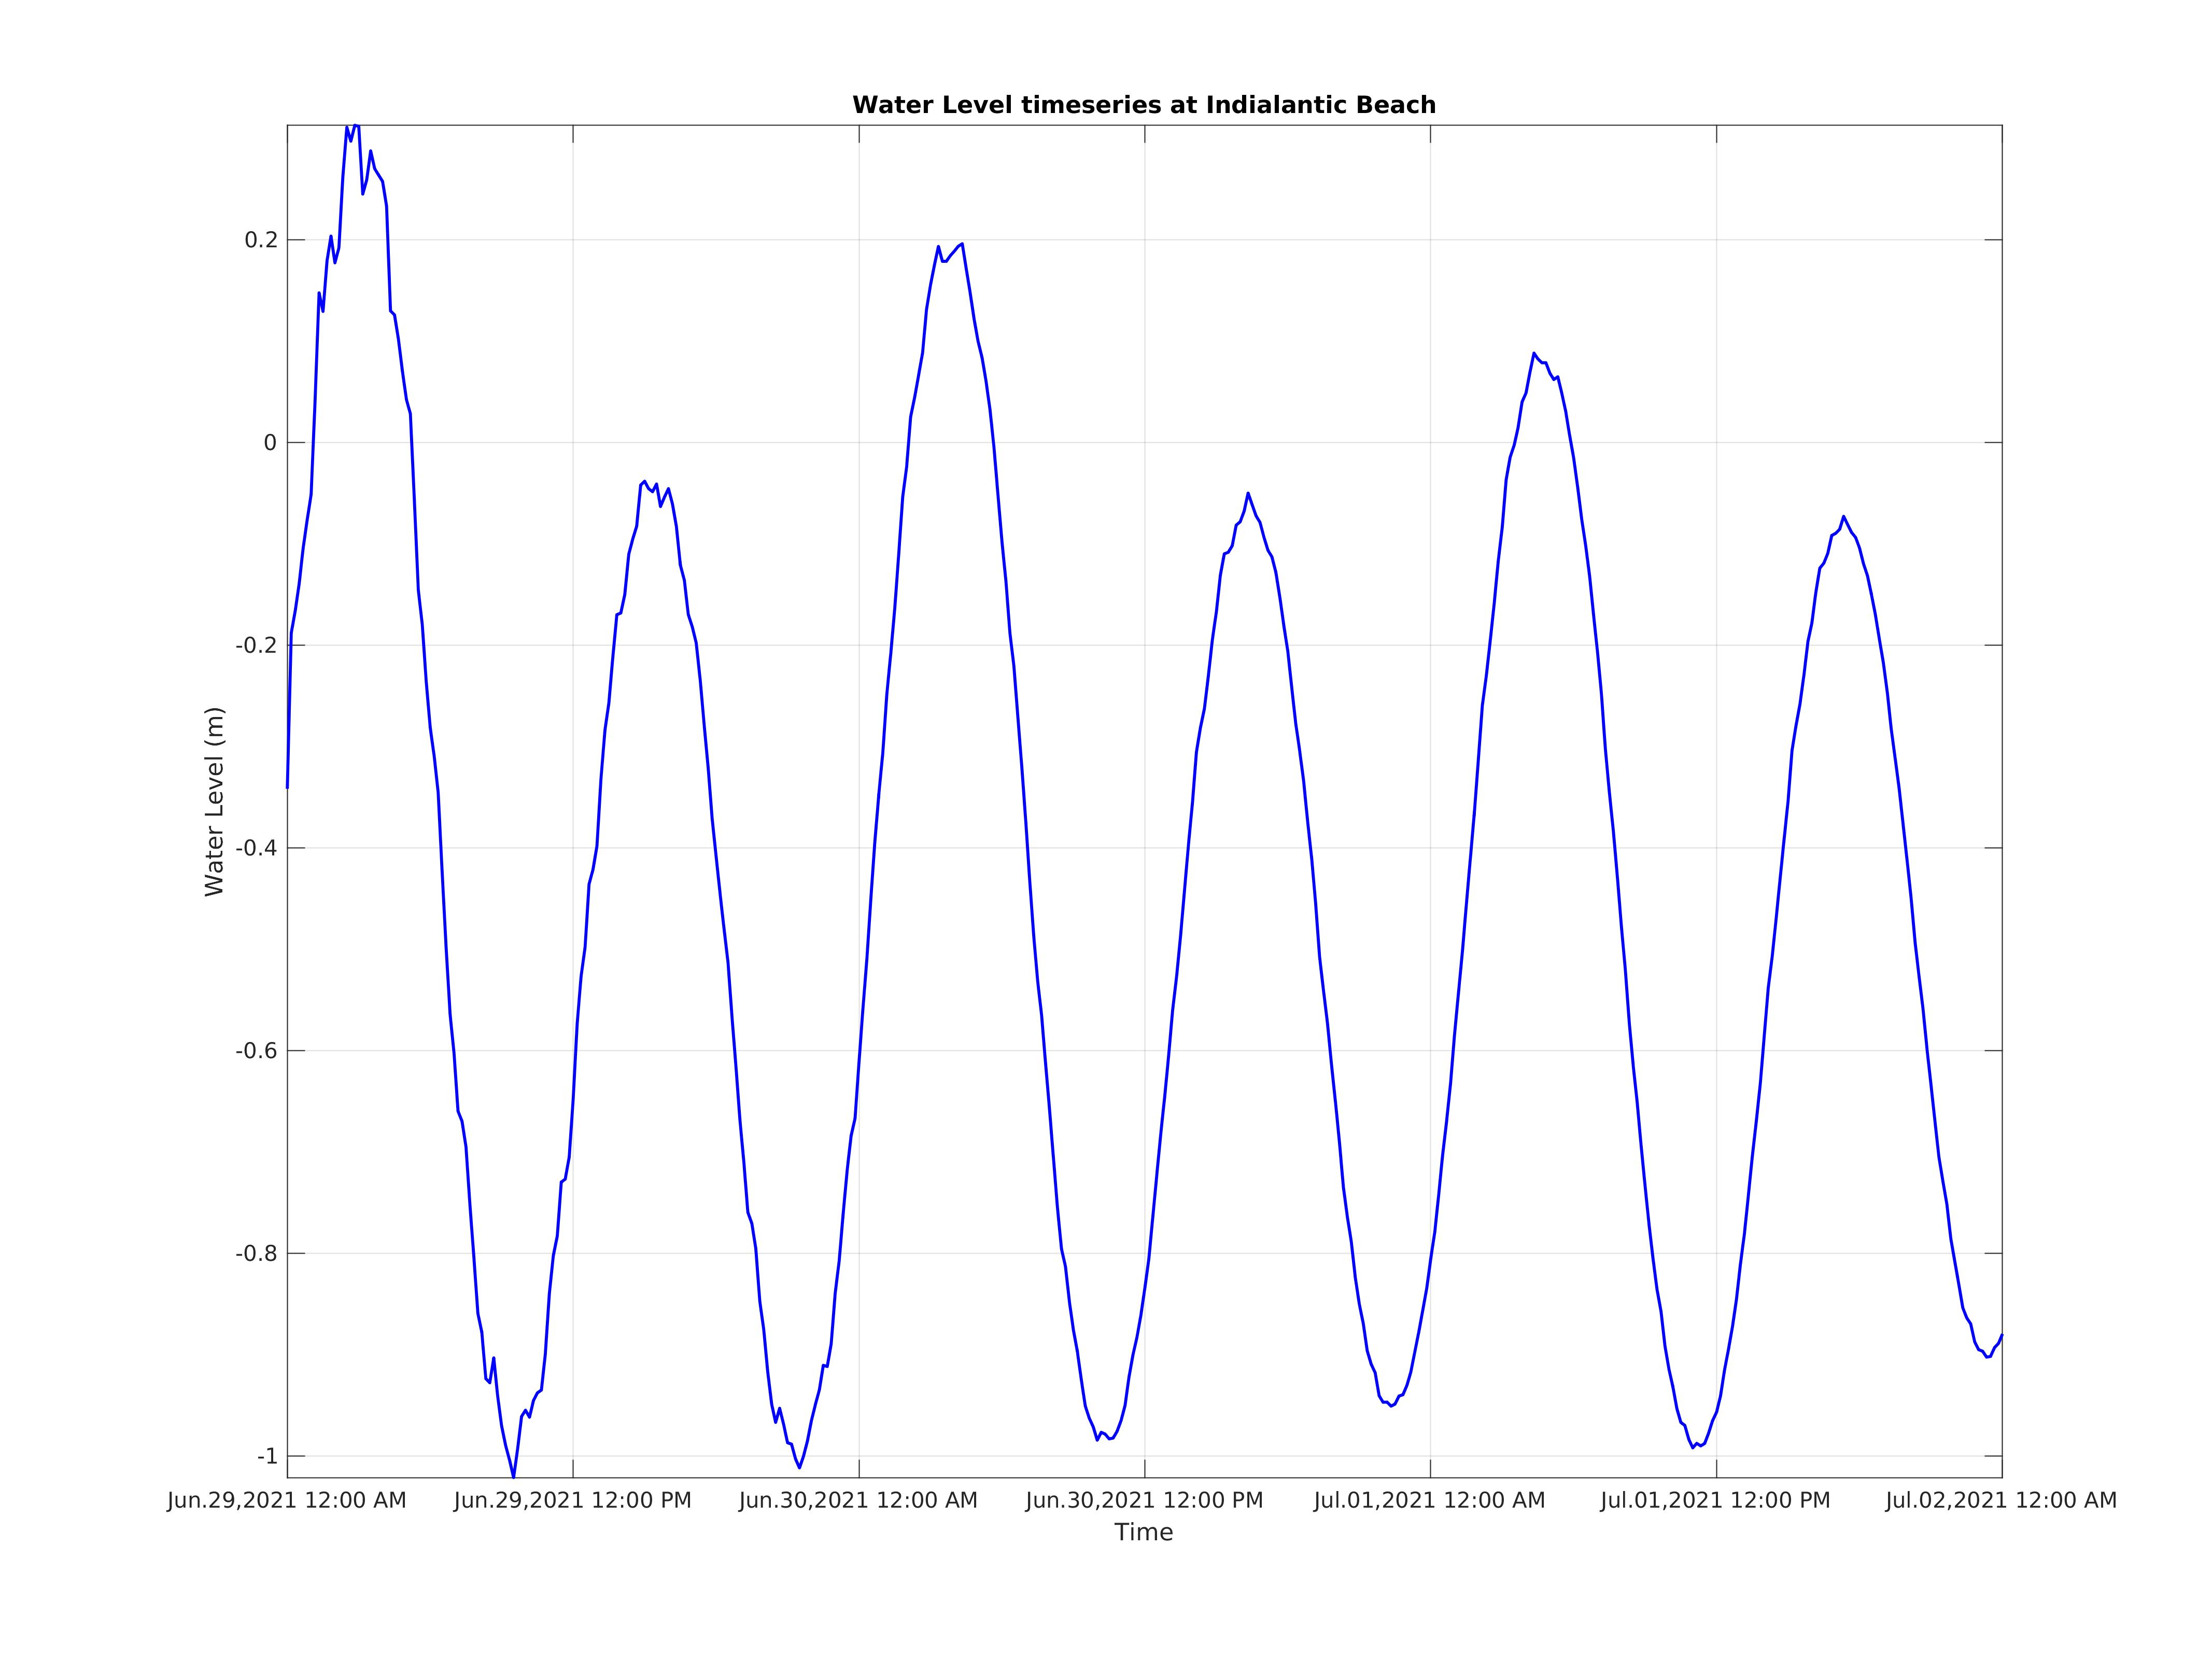 Water Level timeseries at Indialantic Beach
0.2
0
-0.2
-0.4
-0.6
-0.8
-1
Water Level (m)
Jun.29,2021 12:00 AM
Jun.29,2021 12:00 PM
Jun.30,2021 12:00 AM
Jun.30,2021 12:00 PM
Jul.01,2021 12:00 AM
Jul.01,2021 12:00 PM
Jul.02,2021 12:00 AM
Time